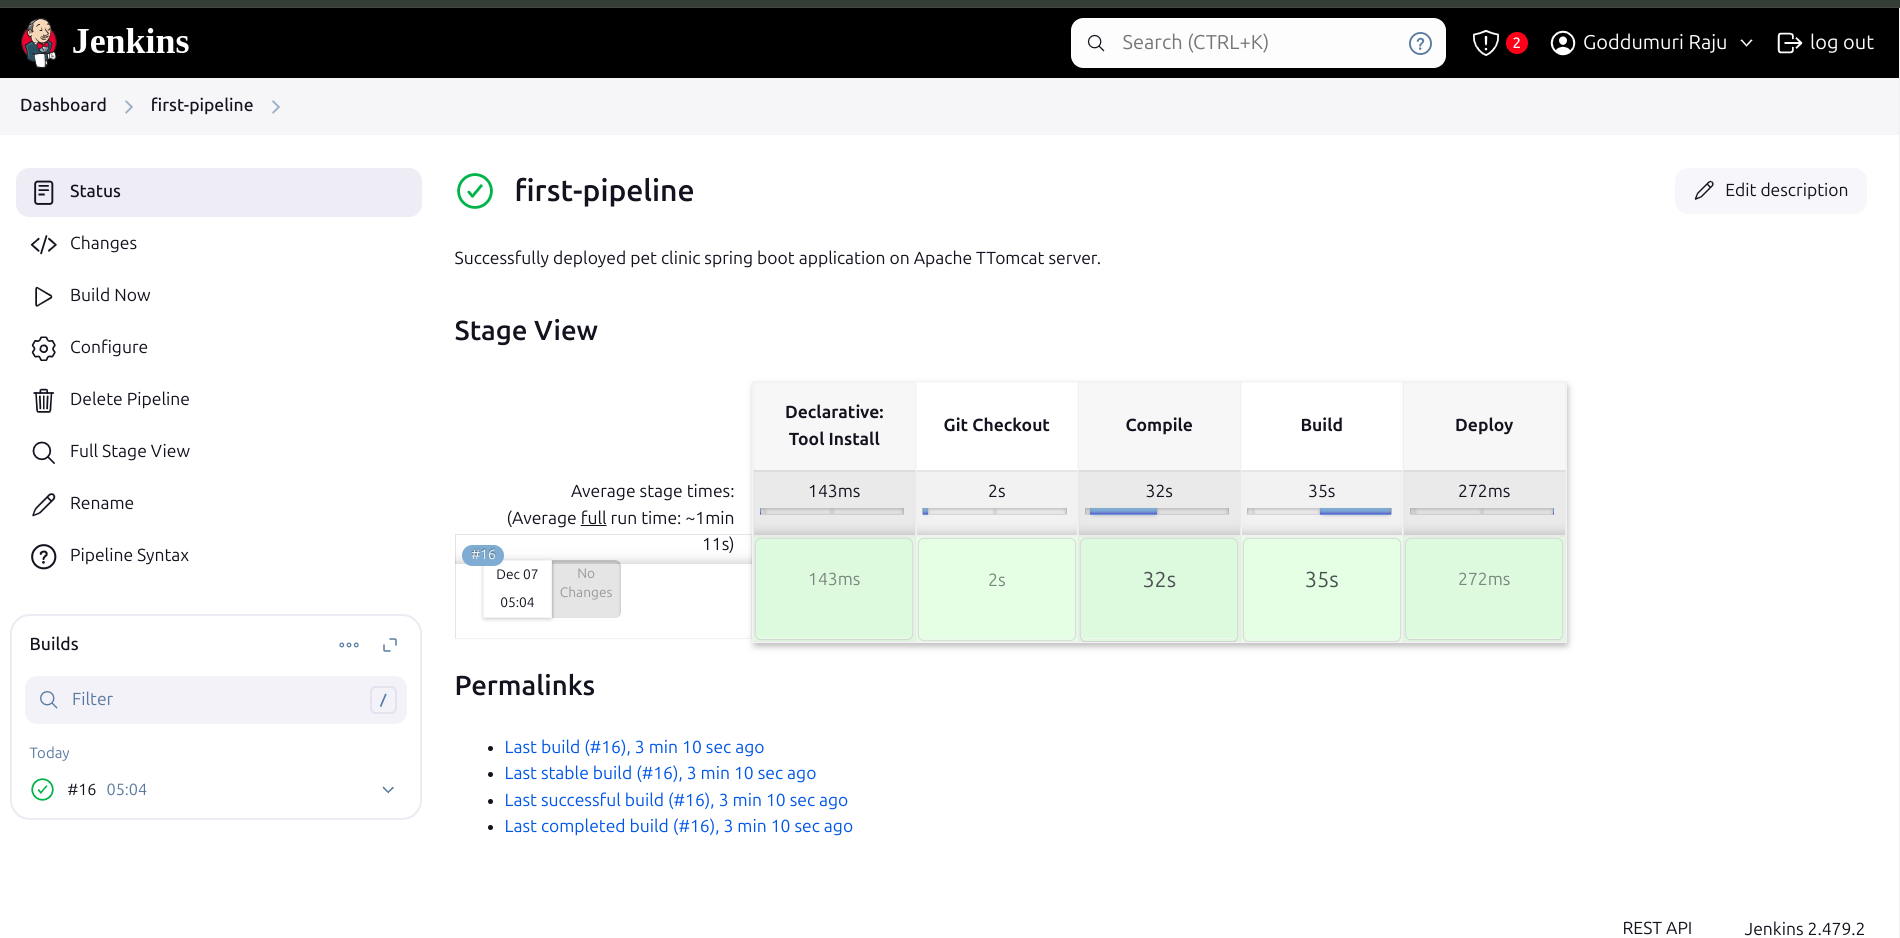 Jenkins
Search (CTRL+K)
?
2
Goddumuri Raju
log out
Dashboard
first-pipeline
Status
Changes
Build Now
Configure
Delete Pipeline
Full Stage View
Rename
Pipeline Syntax
Builds
Filter
/
Today
#16 05:04
first-pipeline
Edit description
Successfully deployed pet clinic spring boot application on Apache TTomcat server.
Stage View
Declarative:
Tool Install
Git Checkout
Compile
Build
Deploy
Average stage times:
(Average full run time: ~1min
11s)
143ms
2s
32s
35s
272ms
#16
Dec 07
05:04
No
Changes
143ms
2s
32s
35s
272ms
Permalinks
Last build (#16), 3 min 10 sec ago
Last stable build (#16), 3 min 10 sec ago
Last successful build (#16), 3 min 10 sec ago
Last completed build (#16), 3 min 10 sec ago
REST API
Jenkins 2.479.2